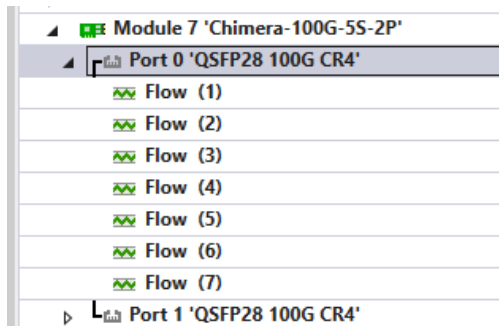 Module 7 'Chimera-100G-5S-2P'
Port 0 'QSFP28 100G CR4'
Flow (1)
Flow (2)
Flow (3)
Flow (4)
Flow (5)
Flow (6)
Flow (7)
Port 1 'QSFP28 100G CR4'